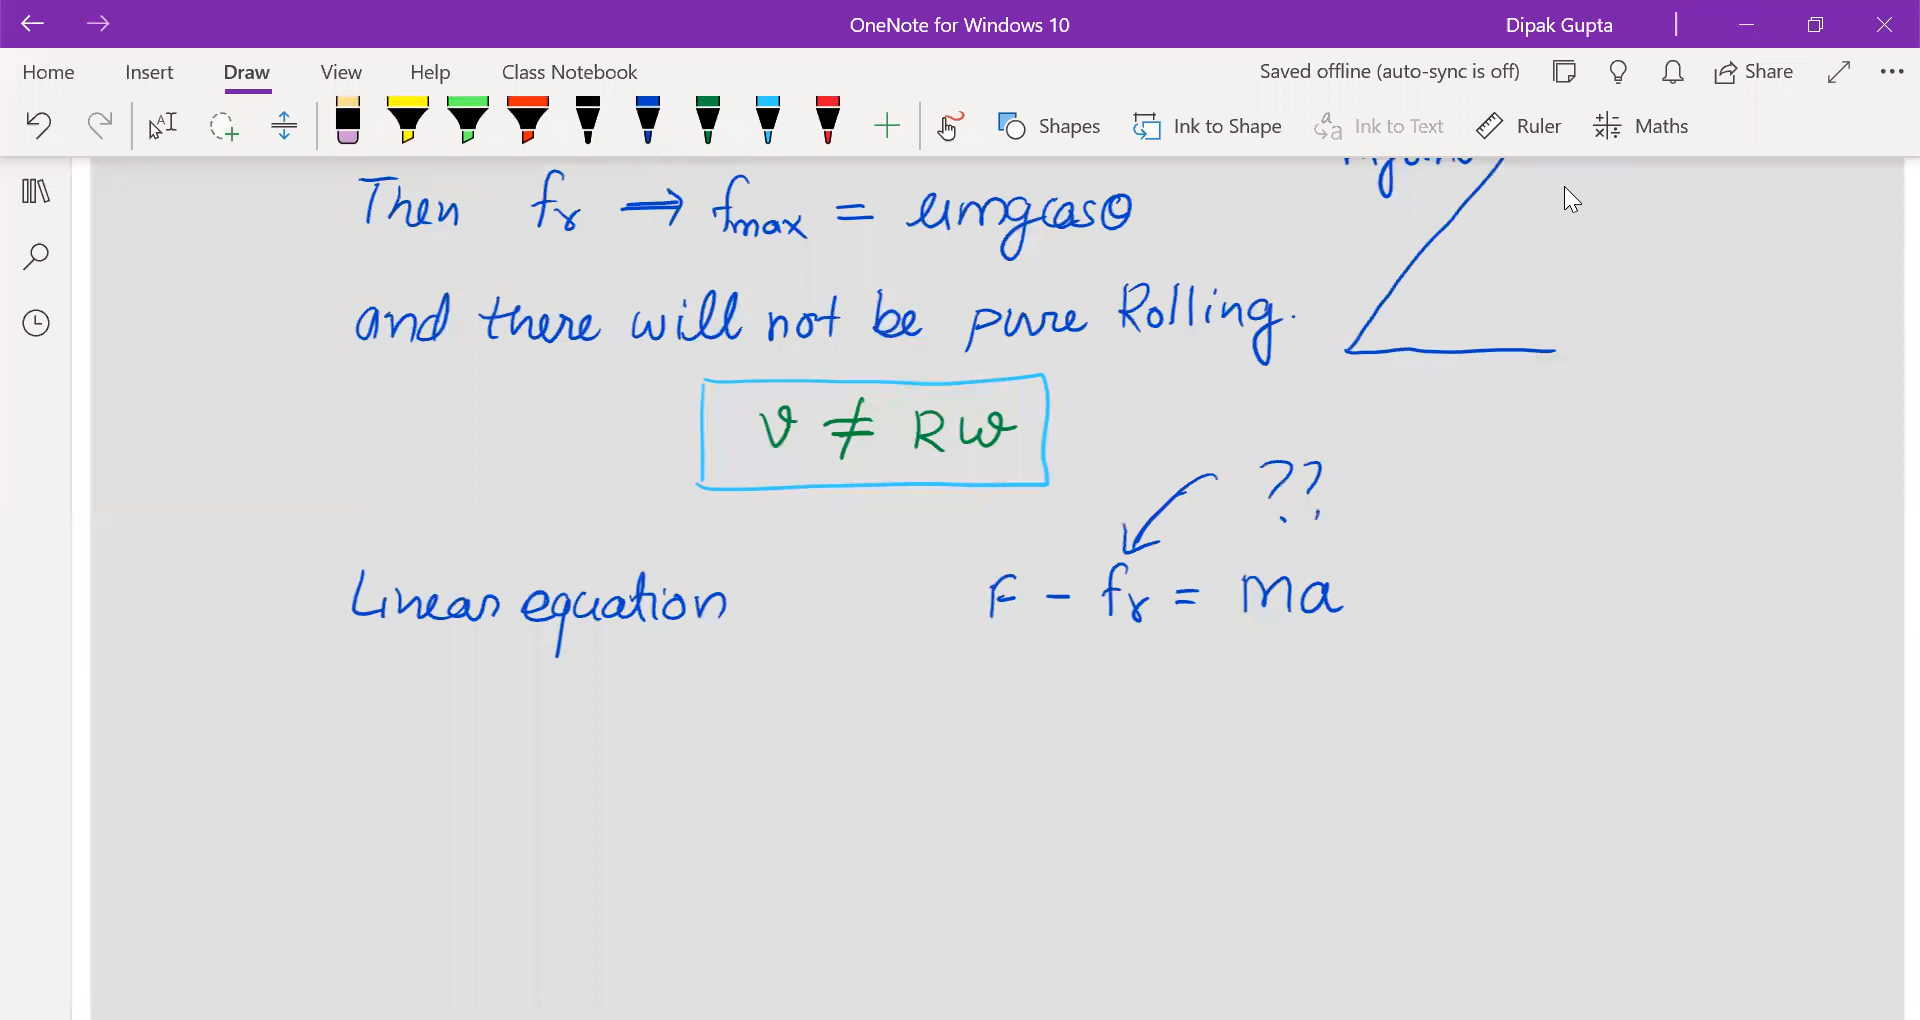 OneNote for Windows 10
Dipak Gupta
Home Insert Draw View Help Class Notebook
Saved offline (auto-sync is off) Share
Shapes Ink to Shape Ink to Text Ruler Maths
Then fr → fmax = μmgcosθ
and there will not be pure Rolling.
v ≠ Rω
??
Linear equation F - fr = ma